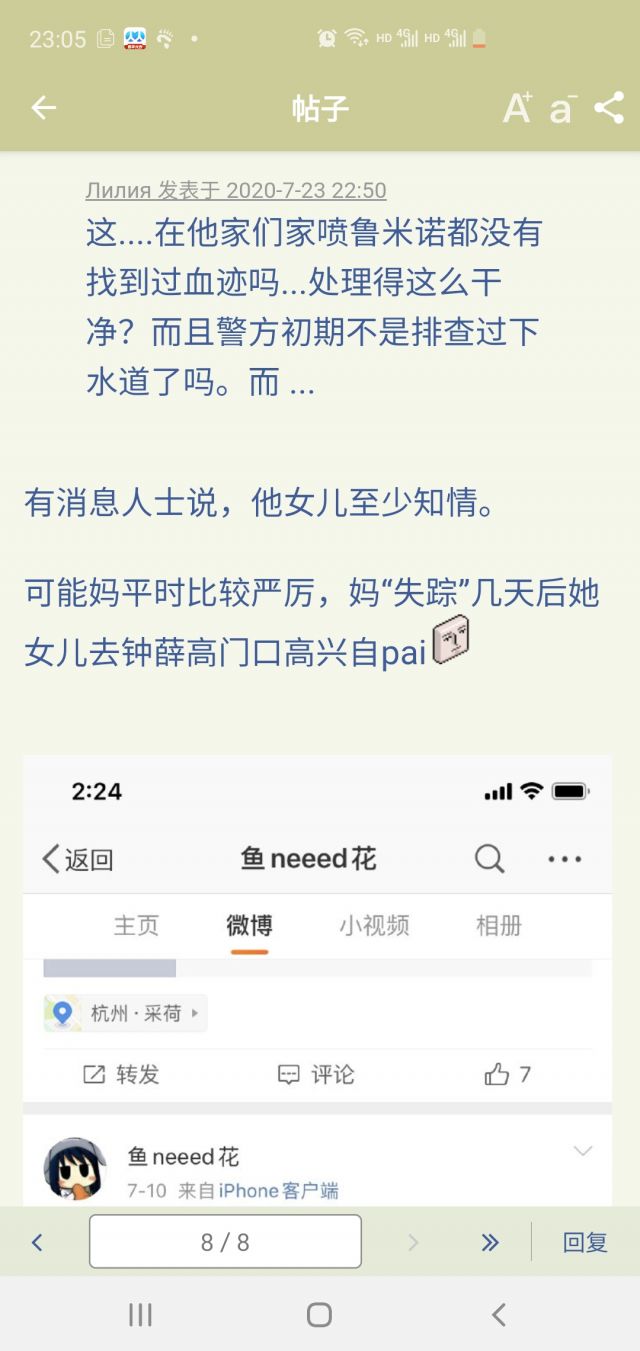 23:05
HD 4G HD 4G
帖子
A+ a-
Лилия 发表于 2020-7-23 22:50
这....在他家们家喷鲁米诺都没有
找到过血迹吗...处理得这么干
净？而且警方初期不是排查过下
水道了吗。而 ...
有消息人士说，他女儿至少知情。
可能妈平时比较严厉，妈“失踪”几天后她
女儿去钟薛高门口高兴自pai
2:24
返回 鱼neeed花
主页 微博 小视频 相册
杭州·采荷
转发 评论 7
鱼neeed花
7-10 来自iPhone客户端
8 / 8 回复